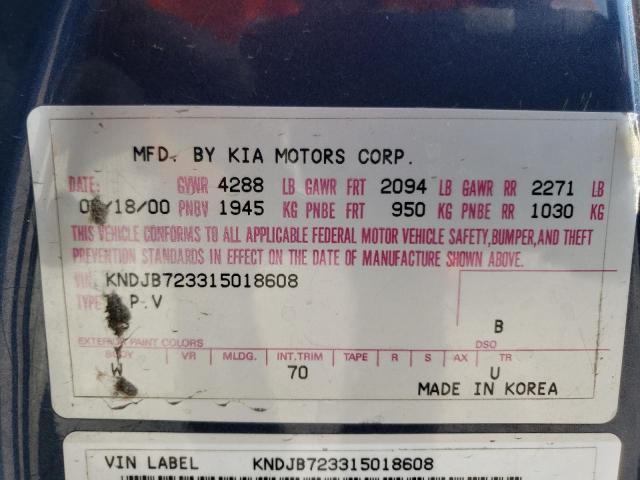 MFD. BY KIA MOTORS CORP.
DATE: GVWR 4288 LB GAWR FRT 2094 LB GAWR RR 2271 LB
/18/00 PNBV 1945 KG PNBE FRT 950 KG PNBE RR 1030 KG
THIS VEHICLE CONFORMS TO ALL APPLICABLE FEDERAL MOTOR VEHICLE SAFETY,BUMPER,AND THEFT
PREVENTION STANDARDS IN EFFECT ON THE DATE OF MANUFACTURE SHOWN ABOVE.
VIN: KNDJB723315018608
TYPE P.V
B
EXTERIOR PAINT COLORS DSO
BODY VR MLDG. INT.TRIM TAPE R S AX TR
W 70 U
MADE IN KOREA
VIN LABEL KNDJB723315018608